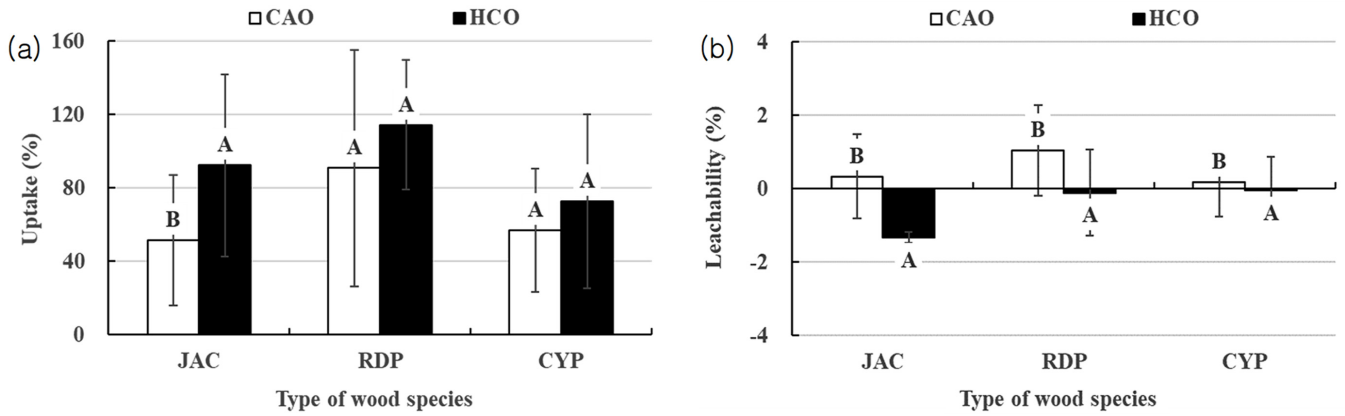 CAO HCO
(a)
Uptake (%)
160
120
80
40
0
B
A
A
A
A
A
JAC RDP CYP
Type of wood species
CAO HCO
(b)
Leachability (%)
4
2
0
-2
-4
B
A
B
A
B
A
JAC RDP CYP
Type of wood species